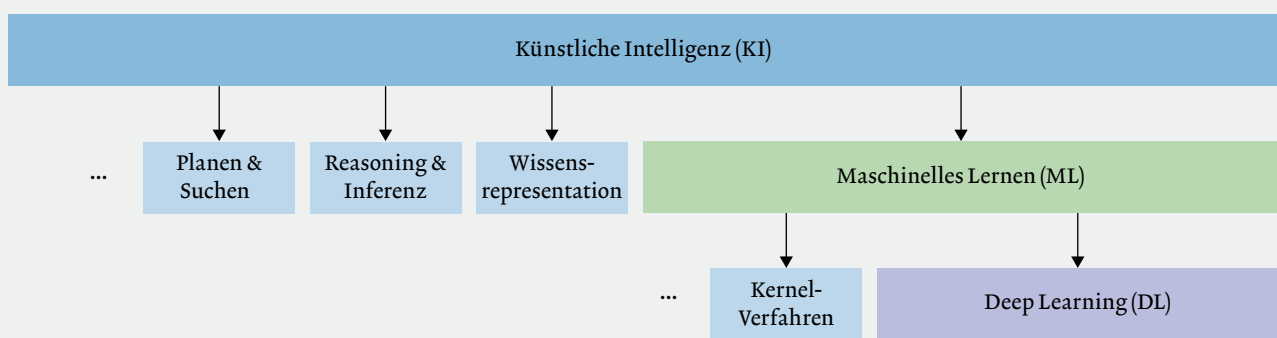 Künstliche Intelligenz (KI)
...
Planen &
Suchen
Reasoning &
Inferenz
Wissens-
representation
Maschinelles Lernen (ML)
...
Kernel-
Verfahren
Deep Learning (DL)